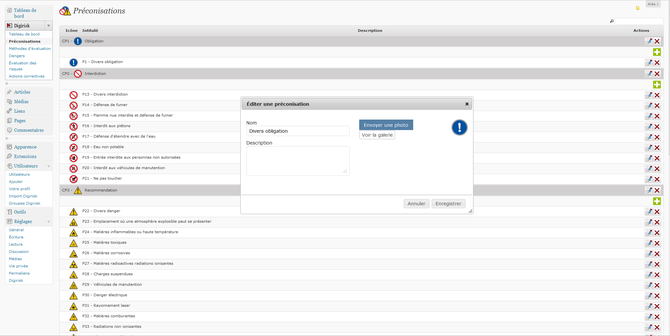 Tableau de bord
Digirisk
Tableau de bord
Préconisations
Méthodes d'évaluation
Dangers
Évaluation des risques
Actions correctives
Articles
Médias
Liens
Pages
Commentaires
Apparence
Extensions
Utilisateurs
Utilisateurs
Ajouter
Votre profil
Import Digirisk
Groupes Digirisk
Outils
Réglages
Général
Écriture
Lecture
Discussion
Médias
Vie privée
Permaliens
Digirisk
Préconisations
Aide
Icône Intitulé Description Actions
CP1 - Obligation
P2 - Divers obligation
CP2 - Interdiction
P13 - Divers interdiction
P14 - Défense de fumer
P15 - Flamme nue interdite et défense de fumer
P16 - Interdit aux piétons
P17 - Défense d'éteindre avec de l'eau
P18 - Eau non potable
P19 - Entrée interdite aux personnes non autorisées
P20 - Interdit aux véhicules de manutention
P21 - Ne pas toucher
CP3 - Recommandation
P22 - Divers danger
P23 - Emplacement où une atmosphère explosible peut se présenter
P24 - Matières inflammables ou haute température
P25 - Matières toxiques
P26 - Matières corrosives
P27 - Matières radioactives radiations ionisantes
P28 - Charges suspendues
P29 - Véhicules de manutention
P30 - Danger électrique
P31 - Rayonnement laser
P32 - Matières comburantes
P33 - Radiations non ionisantes
Éditer une préconisation
Nom
Divers obligation
Description
Envoyer une photo
Voir la galerie
Annuler Enregistrer